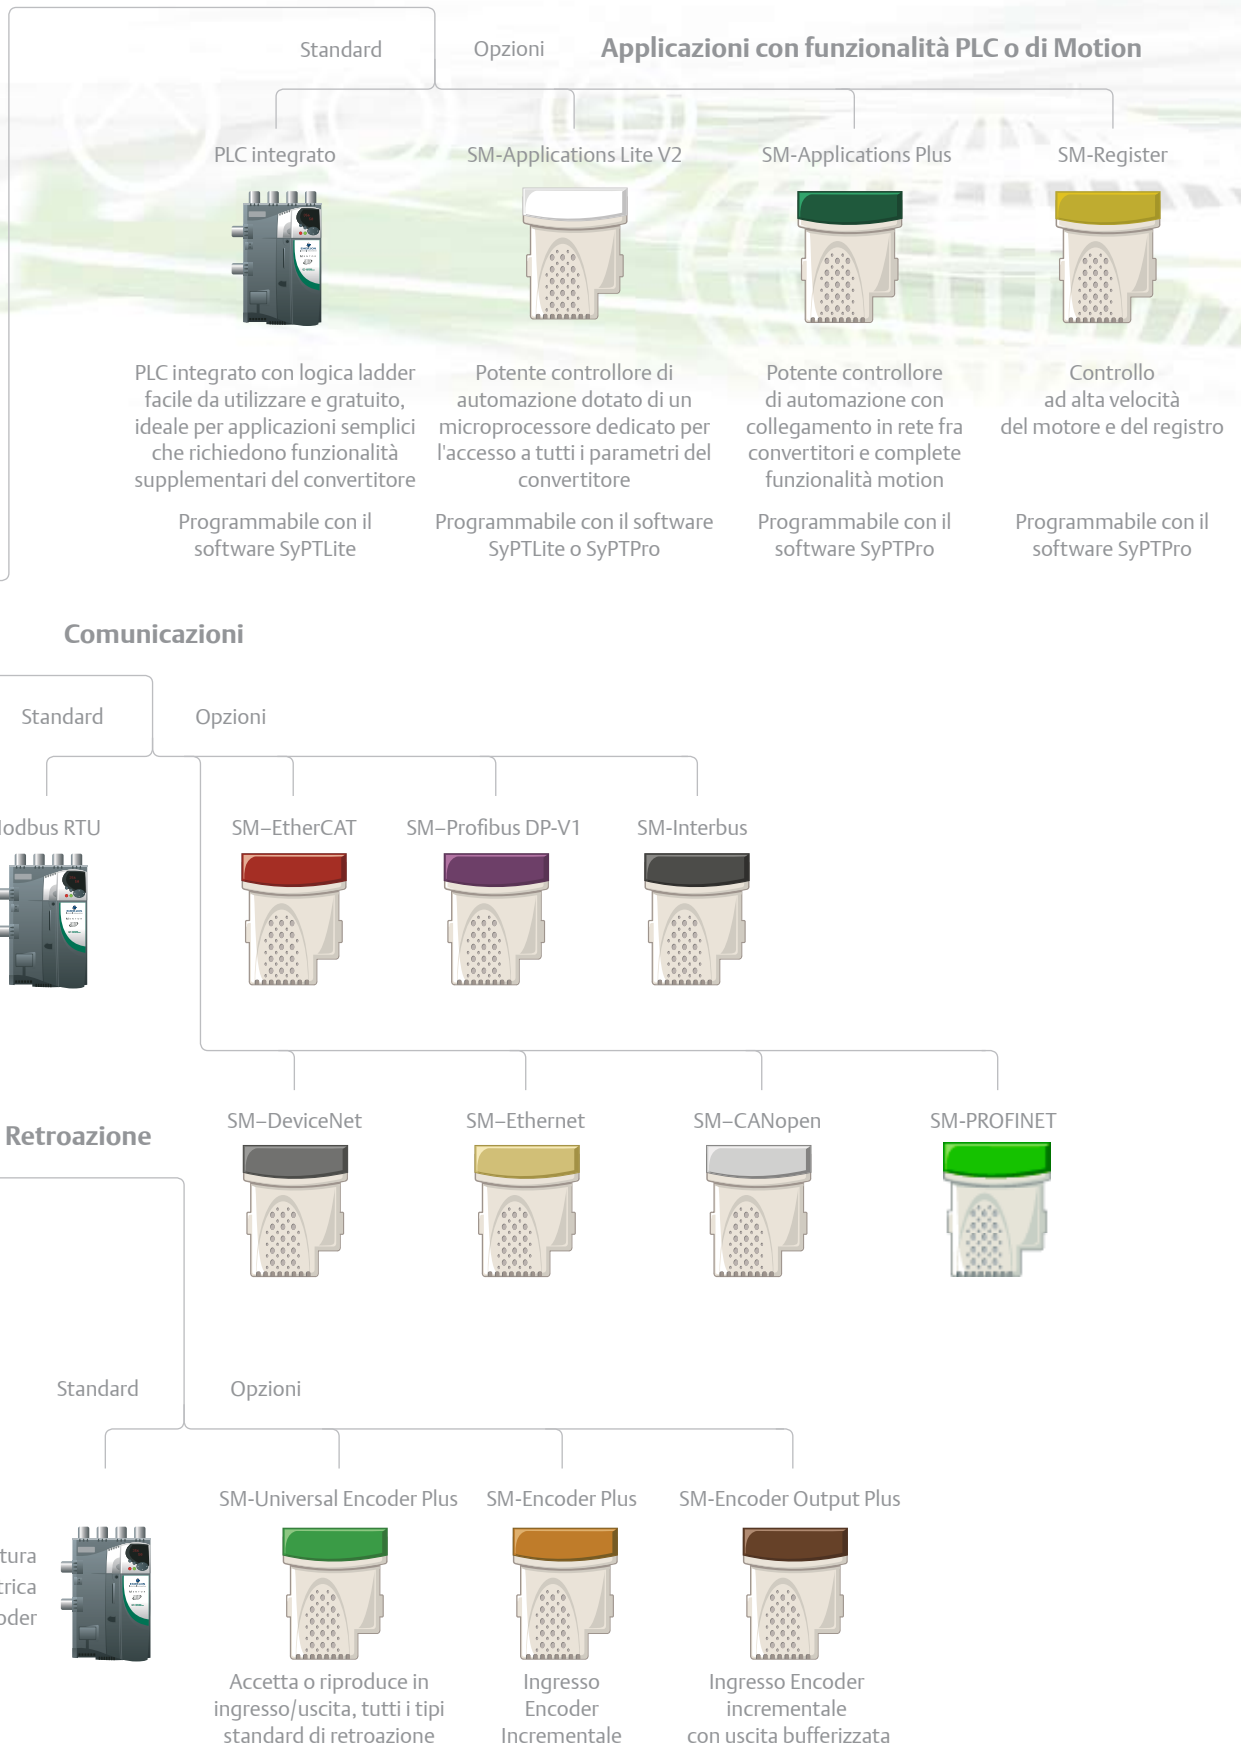 Standard
Opzioni
Applicazioni con funzionalità PLC o di Motion
PLC integrato
SM-Applications Lite V2
SM-Applications Plus
SM-Register
PLC integrato con logica ladder
facile da utilizzare e gratuito,
ideale per applicazioni semplici
che richiedono funzionalità
supplementari del convertitore
Programmabile con il
software SyPTLite
Potente controllore di
automazione dotato di un
microprocessore dedicato per
l'accesso a tutti i parametri del
convertitore
Programmabile con il software
SyPTLite o SyPTPro
Potente controllore
di automazione con
collegamento in rete fra
convertitori e complete
funzionalità motion
Programmabile con il
software SyPTPro
Controllo
ad alta velocità
del motore e del registro
Programmabile con il
software SyPTPro
Comunicazioni
Standard
Opzioni
odbus RTU
SM–EtherCAT
SM–Profibus DP-V1
SM-Interbus
SM–DeviceNet
SM–Ethernet
SM–CANopen
SM-PROFINET
Retroazione
Standard
Opzioni
tura
trica
oder
SM-Universal Encoder Plus
SM-Encoder Plus
SM-Encoder Output Plus
Accetta o riproduce in
ingresso/uscita, tutti i tipi
standard di retroazione
Ingresso
Encoder
Incrementale
Ingresso Encoder
incrementale
con uscita bufferizzata